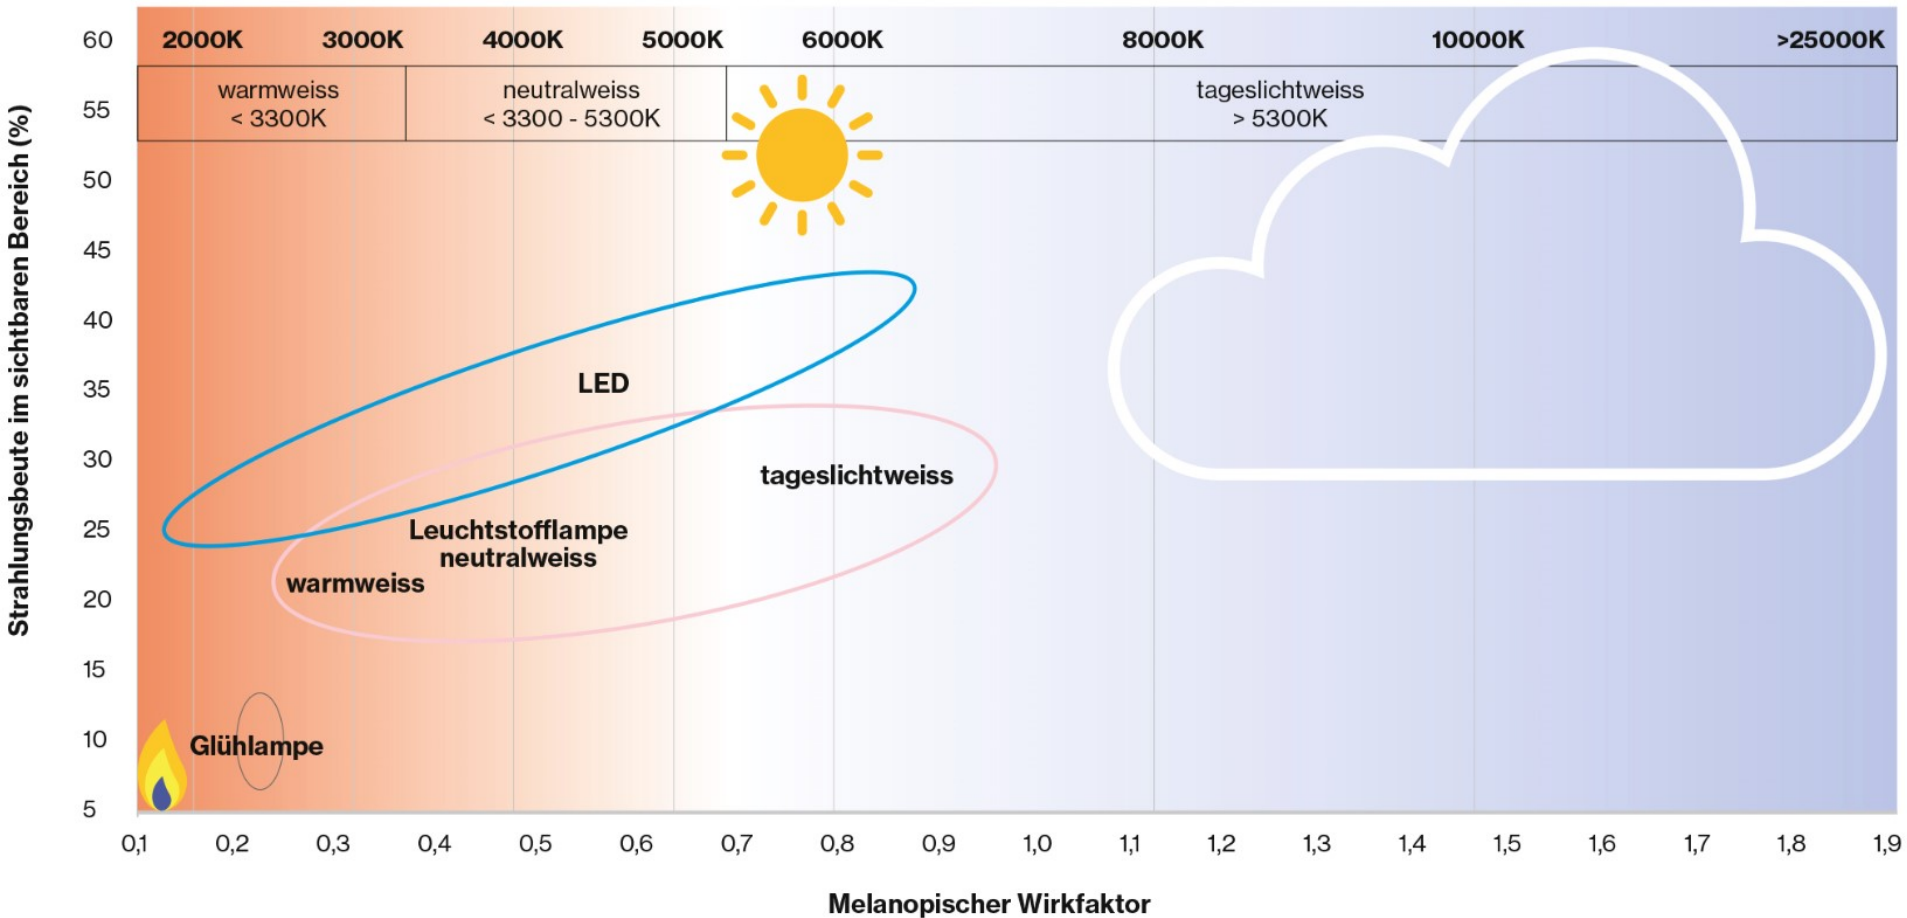 Strahlungsbeute im sichtbaren Bereich (%)
60
55
50
45
40
35
30
25
20
15
10
5
2000K 3000K 4000K 5000K 6000K 8000K 10000K >25000K
warmweiss
< 3300K
neutralweiss
< 3300 - 5300K
tageslichtweiss
> 5300K
LED
tageslichtweiss
Leuchtstofflampe
neutralweiss
warmweiss
Glühlampe
0,1 0,2 0,3 0,4 0,5 0,6 0,7 0,8 0,9 1,0 1,1 1,2 1,3 1,4 1,5 1,6 1,7 1,8 1,9
Melanopischer Wirkfaktor